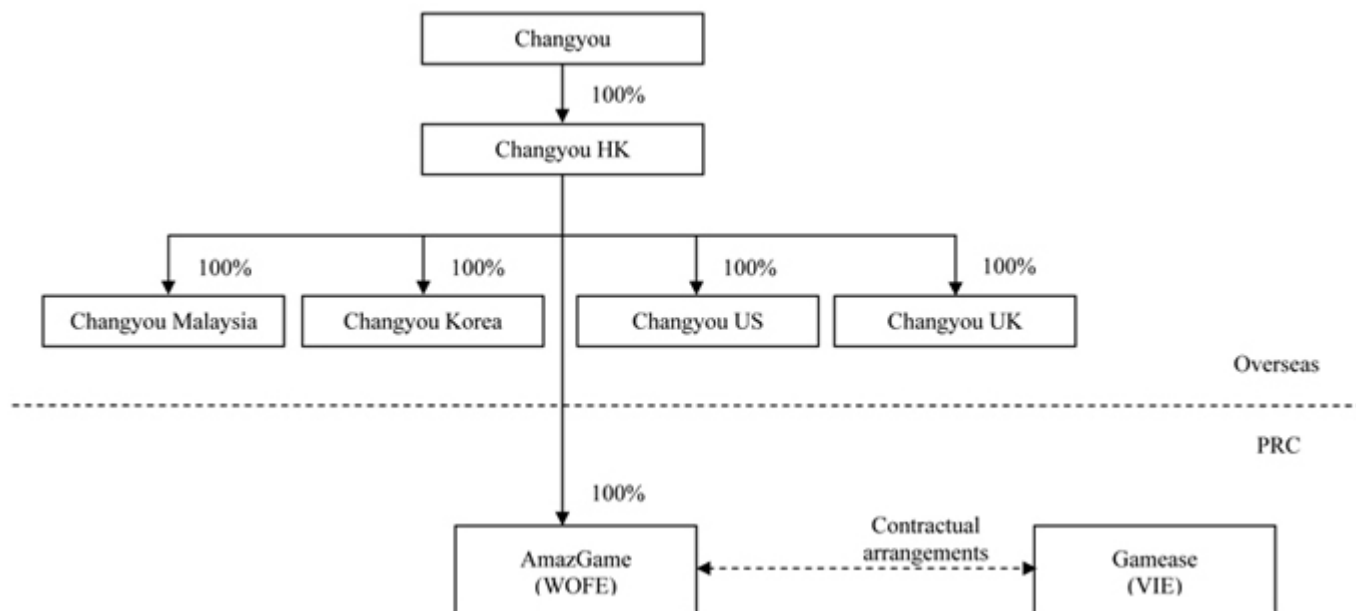 Changyou
100%
Changyou HK
100%
100%
100%
100%
Changyou Malaysia
Changyou Korea
Changyou US
Changyou UK
Overseas
PRC
100%
Contractual
arrangements
AmazGame
(WOFE)
Gamease
(VIE)